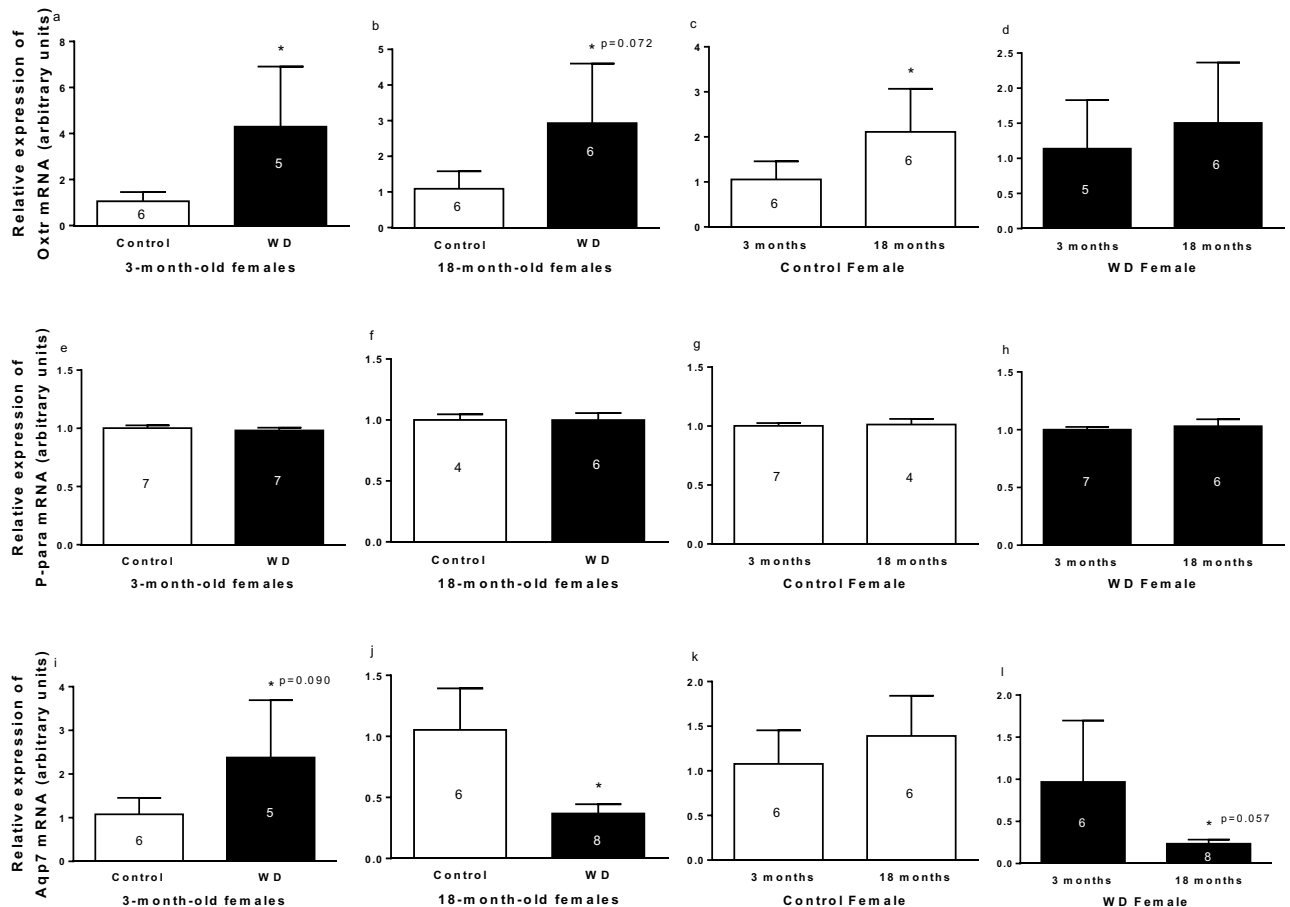 a
Relative expression of
Oxtr mRNA (arbitrary units)
8
6
4
2
0
*
6
5
Control
WD
3-month-old females
b
5
4
3
2
1
0
* p=0.072
6
6
Control
WD
18-month-old females
c
4
3
2
1
0
*
6
6
3 months
18 months
Control Female
d
2.5
2.0
1.5
1.0
0.5
0.0
5
6
3 months
18 months
WD Female
e
Relative expression of
P-para mRNA (arbitrary units)
1.5
1.0
0.5
0.0
7
7
Control
WD
3-month-old females
f
1.5
1.0
0.5
0.0
4
6
Control
WD
18-month-old females
g
1.5
1.0
0.5
0.0
7
4
3 months
18 months
Control Female
h
1.5
1.0
0.5
0.0
7
6
3 months
18 months
WD Female
i
Relative expression of
Aqp7 mRNA (arbitrary units)
4
3
2
1
0
* p=0.090
6
5
Control
WD
3-month-old females
j
1.5
1.0
0.5
0.0
*
6
8
Control
WD
18-month-old females
k
2.0
1.5
1.0
0.5
0.0
6
6
3 months
18 months
Control Female
l
2.0
1.5
1.0
0.5
0.0
* p=0.057
6
8
3 months
18 months
WD Female